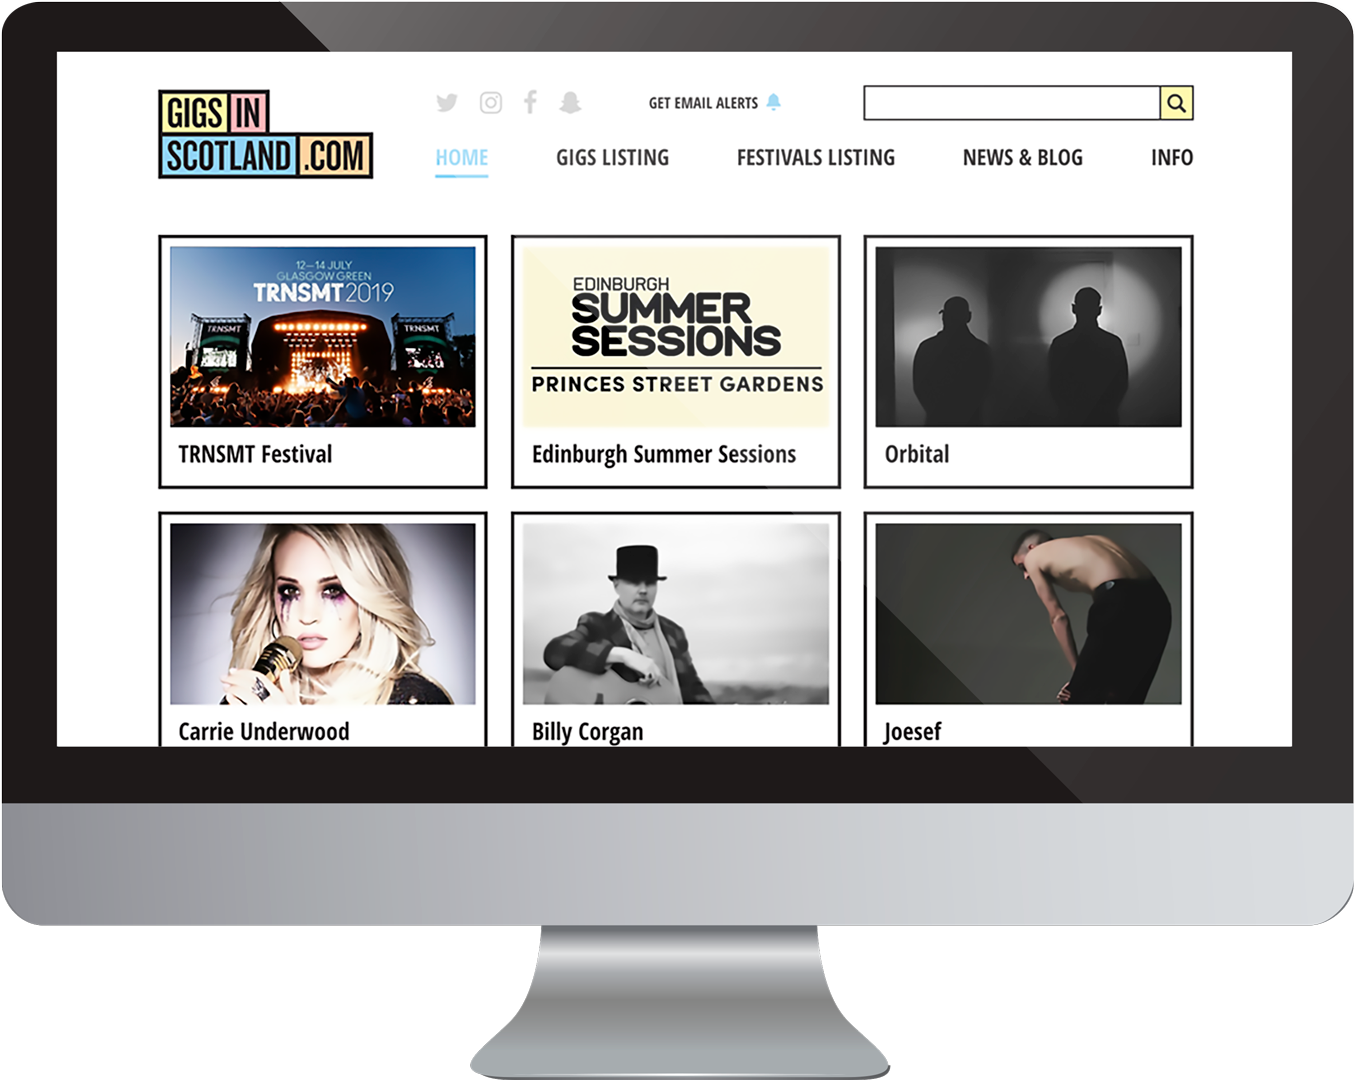 GIGS IN
SCOTLAND .COM
GET EMAIL ALERTS
HOME GIGS LISTING FESTIVALS LISTING NEWS & BLOG INFO
12–14 JULY
GLASGOW GREEN
TRNSMT 2019
TRNSMT TRNSMT
TRNSMT Festival
EDINBURGH
SUMMER
SESSIONS
PRINCES STREET GARDENS
Edinburgh Summer Sessions
Orbital
Carrie Underwood
Billy Corgan
Joesef